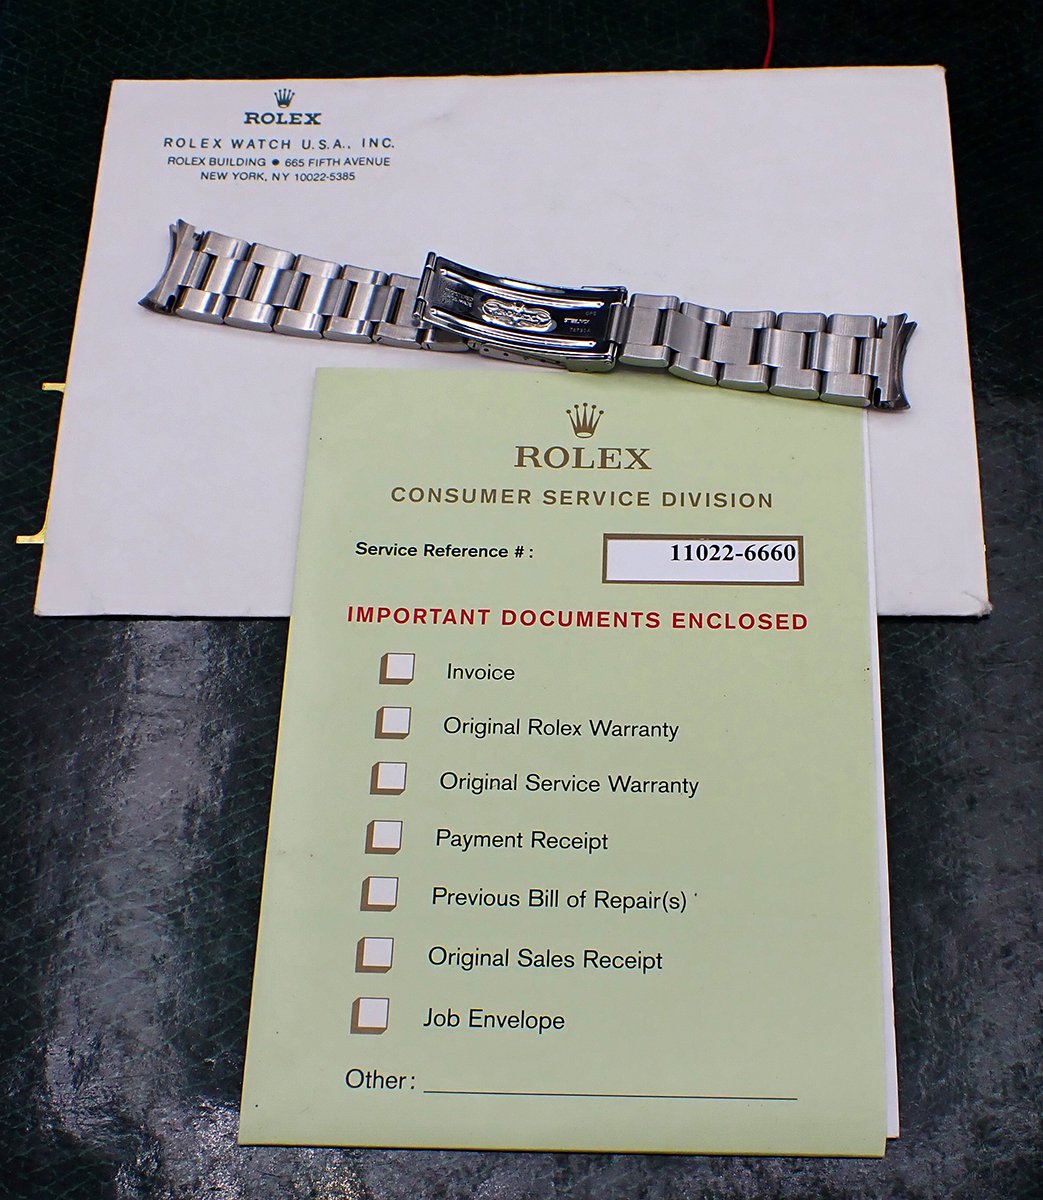 ROLEX
ROLEX WATCH U.S.A., INC.
ROLEX BUILDING • 665 FIFTH AVENUE
NEW YORK, NY 10022-5385
ROLEX
ROLEX
CONSUMER SERVICE DIVISION
Service Reference # : 11022-6660
IMPORTANT DOCUMENTS ENCLOSED
Invoice
Original Rolex Warranty
Original Service Warranty
Payment Receipt
Previous Bill of Repair(s)
Original Sales Receipt
Job Envelope
Other: